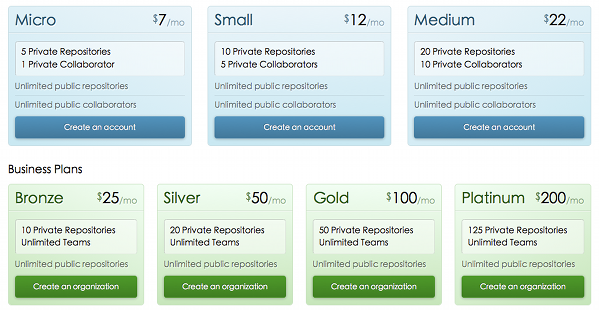 Micro $7/mo
5 Private Repositories
1 Private Collaborator
Unlimited public repositories
Unlimited public collaborators
Create an account
Small $12/mo
10 Private Repositories
5 Private Collaborators
Unlimited public repositories
Unlimited public collaborators
Create an account
Medium $22/mo
20 Private Repositories
10 Private Collaborators
Unlimited public repositories
Unlimited public collaborators
Create an account
Business Plans
Bronze $25/mo
10 Private Repositories
Unlimited Teams
Unlimited public repositories
Create an organization
Silver $50/mo
20 Private Repositories
Unlimited Teams
Unlimited public repositories
Create an organization
Gold $100/mo
50 Private Repositories
Unlimited Teams
Unlimited public repositories
Create an organization
Platinum $200/mo
125 Private Repositories
Unlimited Teams
Unlimited public repositories
Create an organization